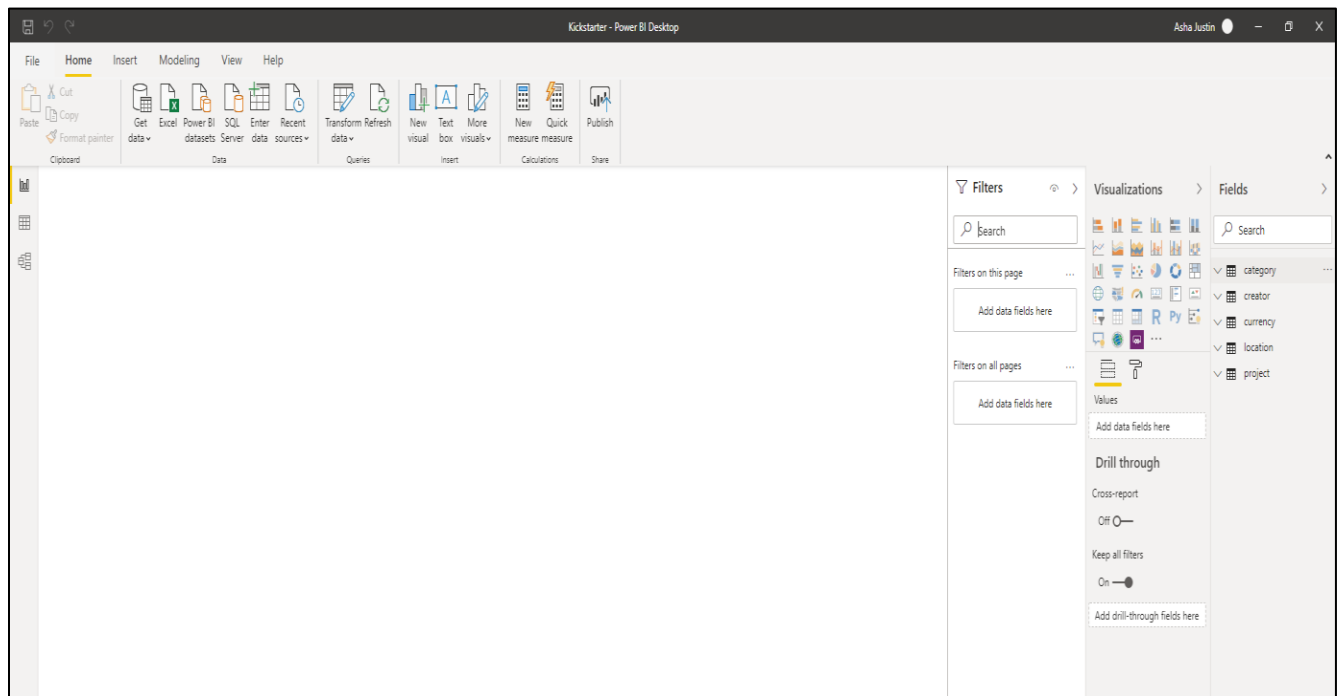 Kickstarter - Power BI Desktop
Asha Justin
File Home Insert Modeling View Help
Paste
Cut
Copy
Format painter
Clipboard
Get data
Excel
Power BI datasets
SQL Server
Enter data
Recent sources
Data
Transform data
Refresh
Queries
New visual
Text box
More visuals
Insert
New measure
Quick measure
Calculations
Publish
Share
Filters
Search
Filters on this page
Add data fields here
Filters on all pages
Add data fields here
Visualizations
R Py
Values
Add data fields here
Drill through
Cross-report
Off
Keep all filters
On
Add drill-through fields here
Fields
Search
category
creator
currency
location
project